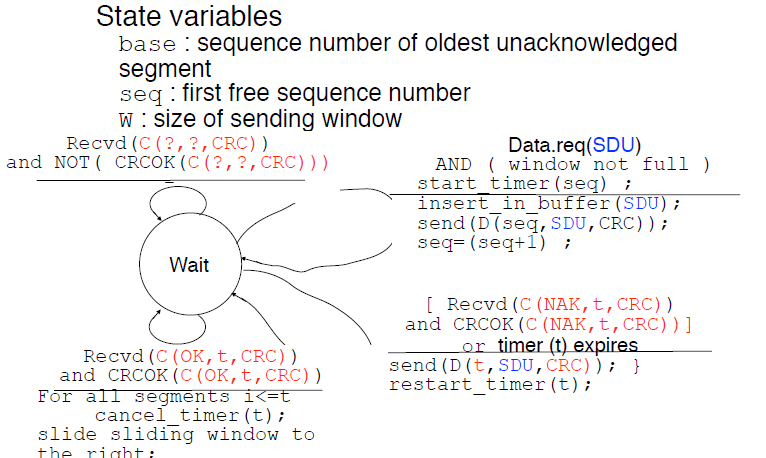 State variables
base : sequence number of oldest unacknowledged
segment
seq : first free sequence number
W : size of sending window
Recvd(C(?,?,CRC))
and NOT( CRCOK(C(?,?,CRC)))
Data.req(SDU)
AND ( window not full )
start_timer(seq) ;
insert_in_buffer(SDU);
send(D(seq,SDU,CRC));
seq=(seq+1) ;
Wait
[ Recvd(C(NAK,t,CRC))
and CRCOK(C(NAK,t,CRC))]
or timer (t) expires
send(D(t,SDU,CRC)); }
restart_timer(t);
Recvd(C(OK,t,CRC))
and CRCOK(C(OK,t,CRC))
For all segments i<=t
cancel_timer(t);
slide sliding window to
the right;